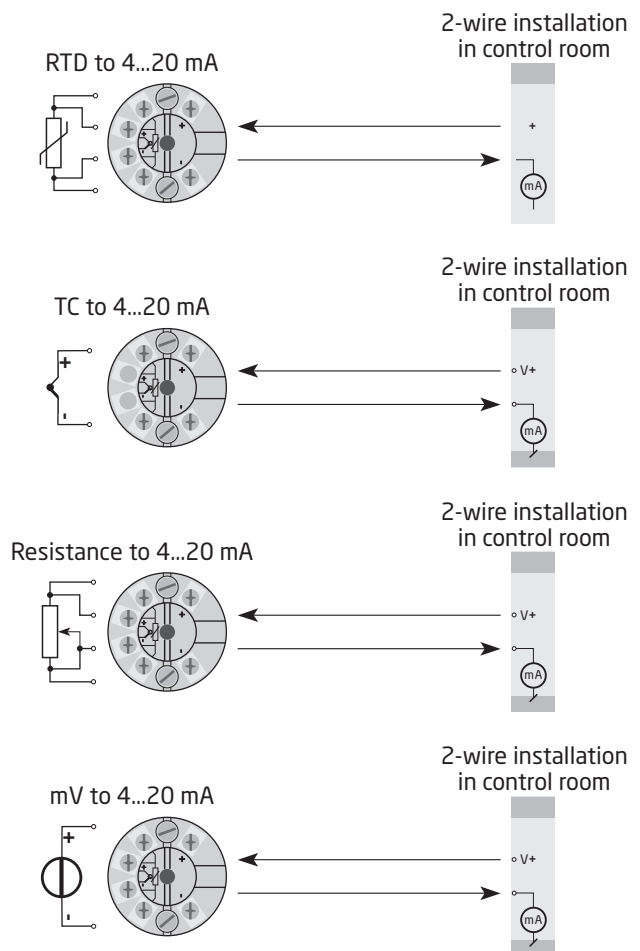 2-wire installation
in control room
RTD to 4...20 mA
+
-
+
mA
2-wire installation
in control room
TC to 4...20 mA
+
-
+
-
V+
mA
2-wire installation
in control room
Resistance to 4...20 mA
+
-
V+
mA
2-wire installation
in control room
mV to 4...20 mA
+
-
+
-
V+
mA